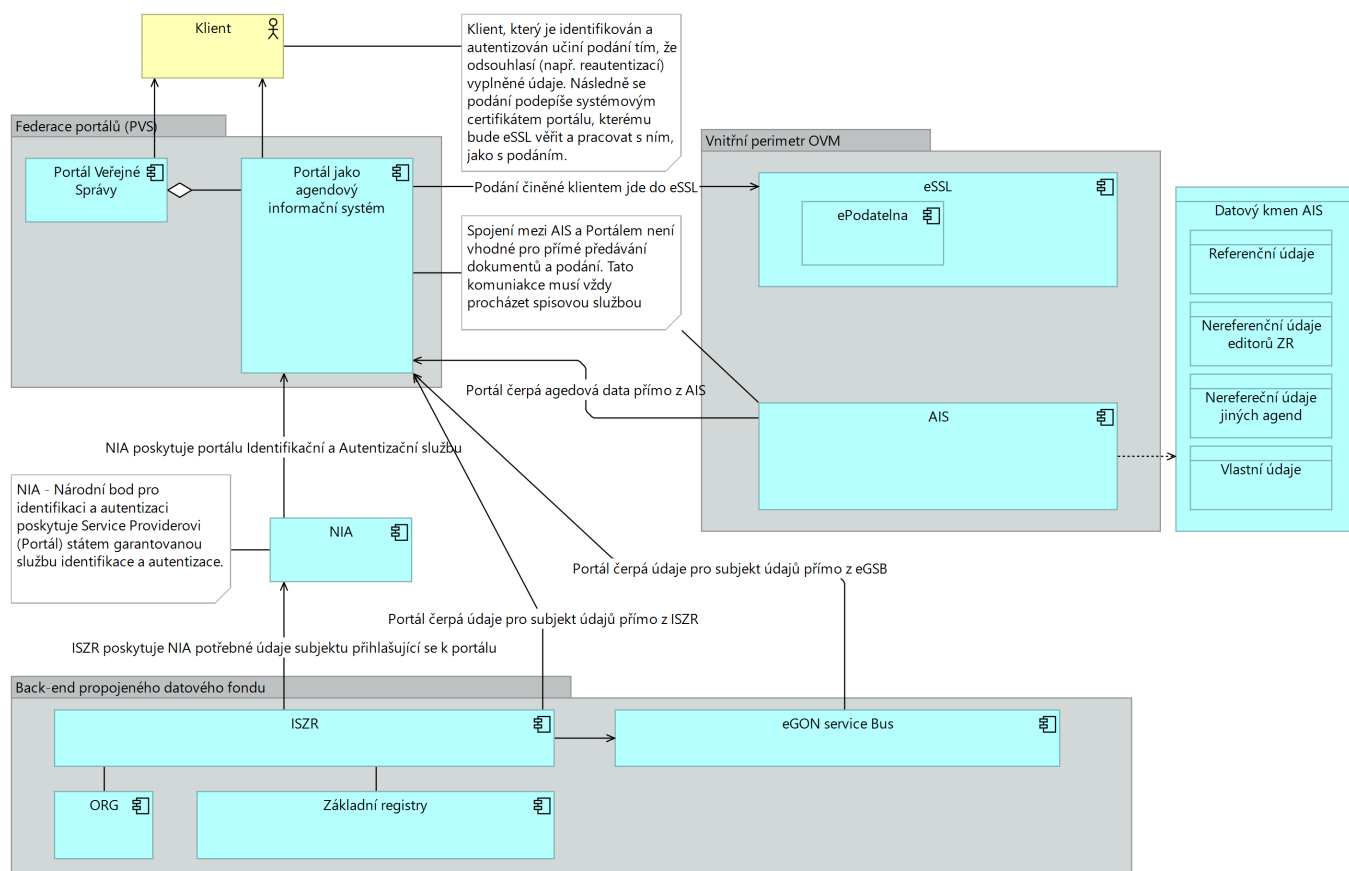 Klient
Klient, který je identifikován a
autentizován učiní podání tím, že
odsouhlasí (např. reautentizací)
vyplněné údaje. Následně se
podání podepíše systémovým
certifikátem portálu, kterému
bude eSSL věřit a pracovat s ním,
jako s podáním.
Federace portálů (PVS)
Portál Veřejné
Správy
Portál jako
agendový
informační systém
Podání činěné klientem jde do eSSL
Vnitřní perimetr OVM
eSSL
ePodatelna
Spojení mezi AIS a Portálem není
vhodné pro přímé předávání
dokumentů a podání. Tato
komuniakce musí vždy
procházet spisovou službou
Datový kmen AIS
Referenční údaje
Nereferenční údaje
editorů ZR
Nerefereční údaje
jiných agend
Vlastní údaje
Portál čerpá agedová data přímo z AIS
AIS
NIA poskytuje portálu Identifikační a Autentizační službu
NIA - Národní bod pro
identifikaci a autentizaci
poskytuje Service Providerovi
(Portál) státem garantovanou
službu identifikace a autentizace.
NIA
Portál čerpá údaje pro subjekt údajů přímo z eGSB
Portál čerpá údaje pro subjekt údajů přímo z ISZR
ISZR poskytuje NIA potřebné údaje subjektu přihlašující se k portálu
Back-end propojeného datového fondu
ISZR
eGON service Bus
ORG
Základní registry